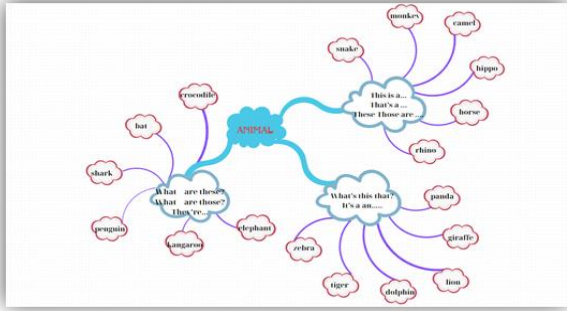 monkey
camel
snake
hippo
This is a...
That's a ...
These Those are ....
horse
rhino
crocodile
ANIMAL
bat
shark
What are these?
What are those?
They're...
penguin
kangaroo
elephant
What's this that?
It's a an.....
panda
giraffe
zebra
tiger
dolphin
lion